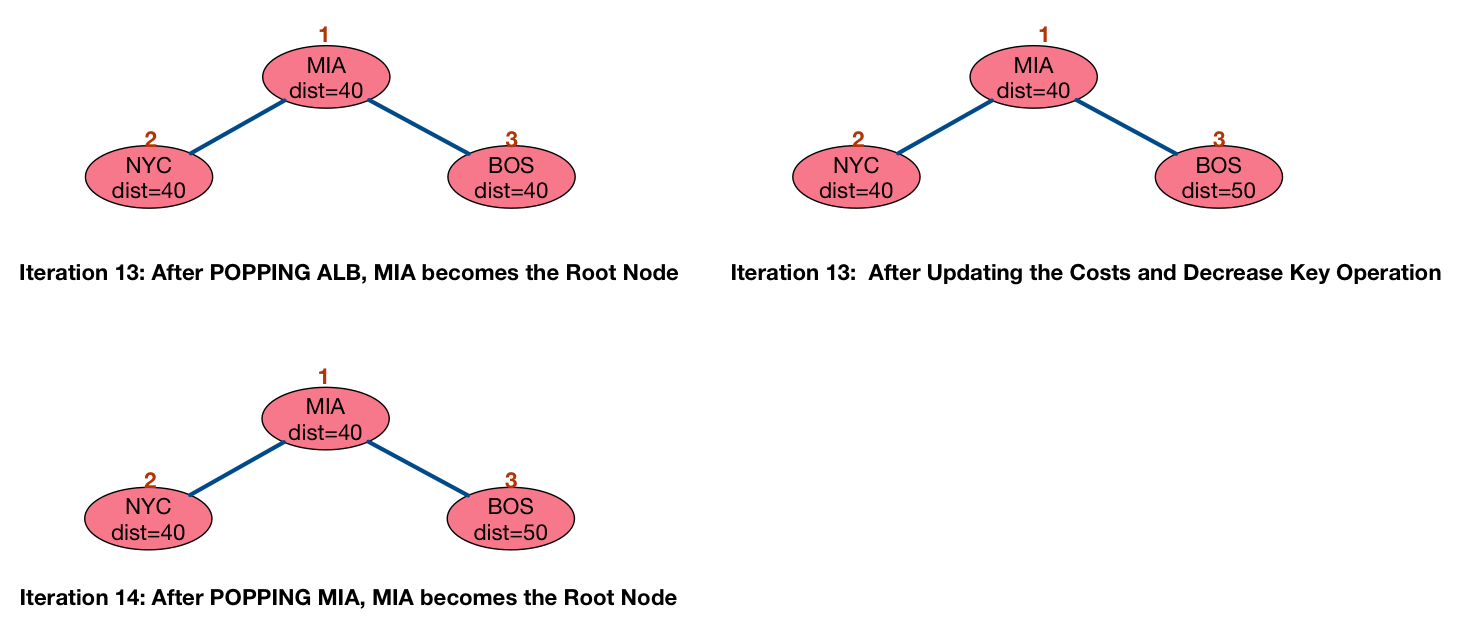 1
MIA
dist=40
2
NYC
dist=40
3
BOS
dist=40
Iteration 13: After POPPING ALB, MIA becomes the Root Node
1
MIA
dist=40
2
NYC
dist=40
3
BOS
dist=50
Iteration 13:  After Updating the Costs and Decrease Key Operation
1
MIA
dist=40
2
NYC
dist=40
3
BOS
dist=50
Iteration 14: After POPPING MIA, MIA becomes the Root Node